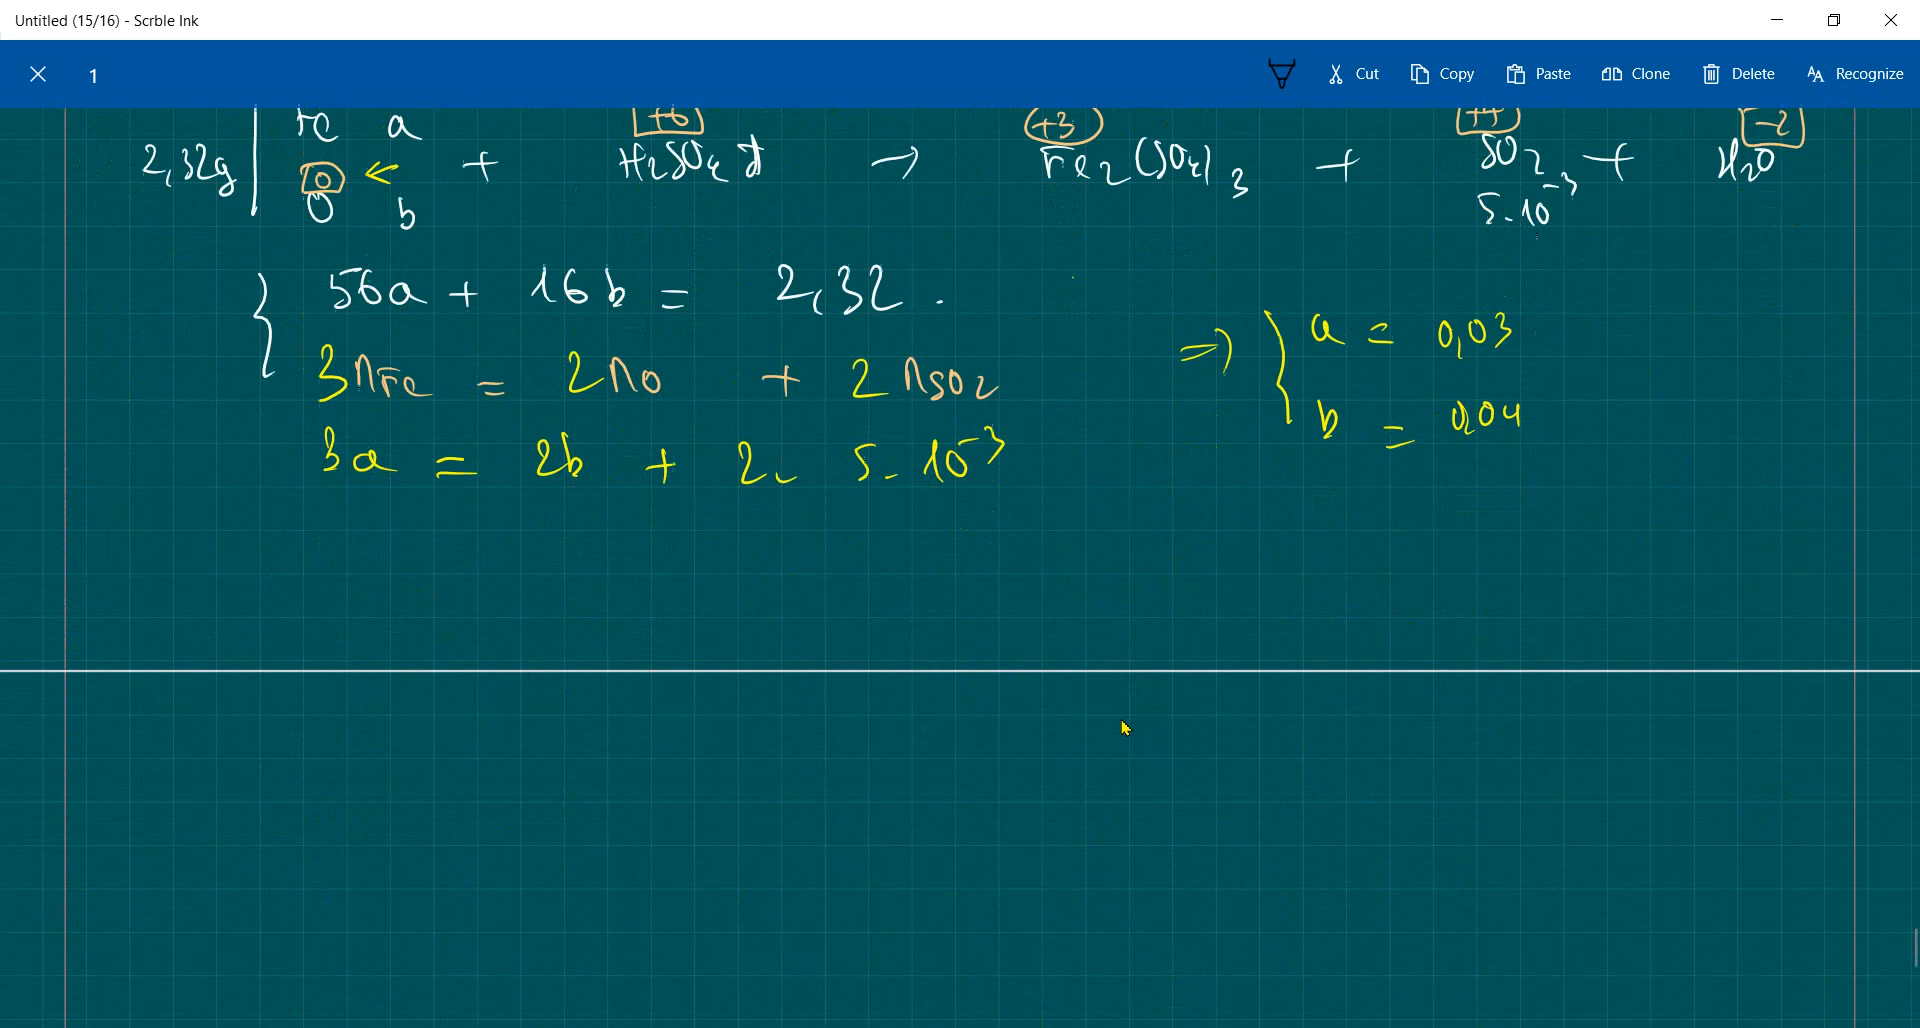 Untitled (15/16) - Scrble Ink
1 Cut Copy Paste Clone Delete Recognize
Fe a +6 +3 +4 -2
2,32g 0 ← + H2SO4 đ → Fe2(SO4)3 + SO2 + H2O
O b 5.10^-3
56a + 16b = 2,32.
3nFe = 2nO + 2nSO2 => a = 0,03
3a = 2b + 2. 5.10^-3 b = 0,04